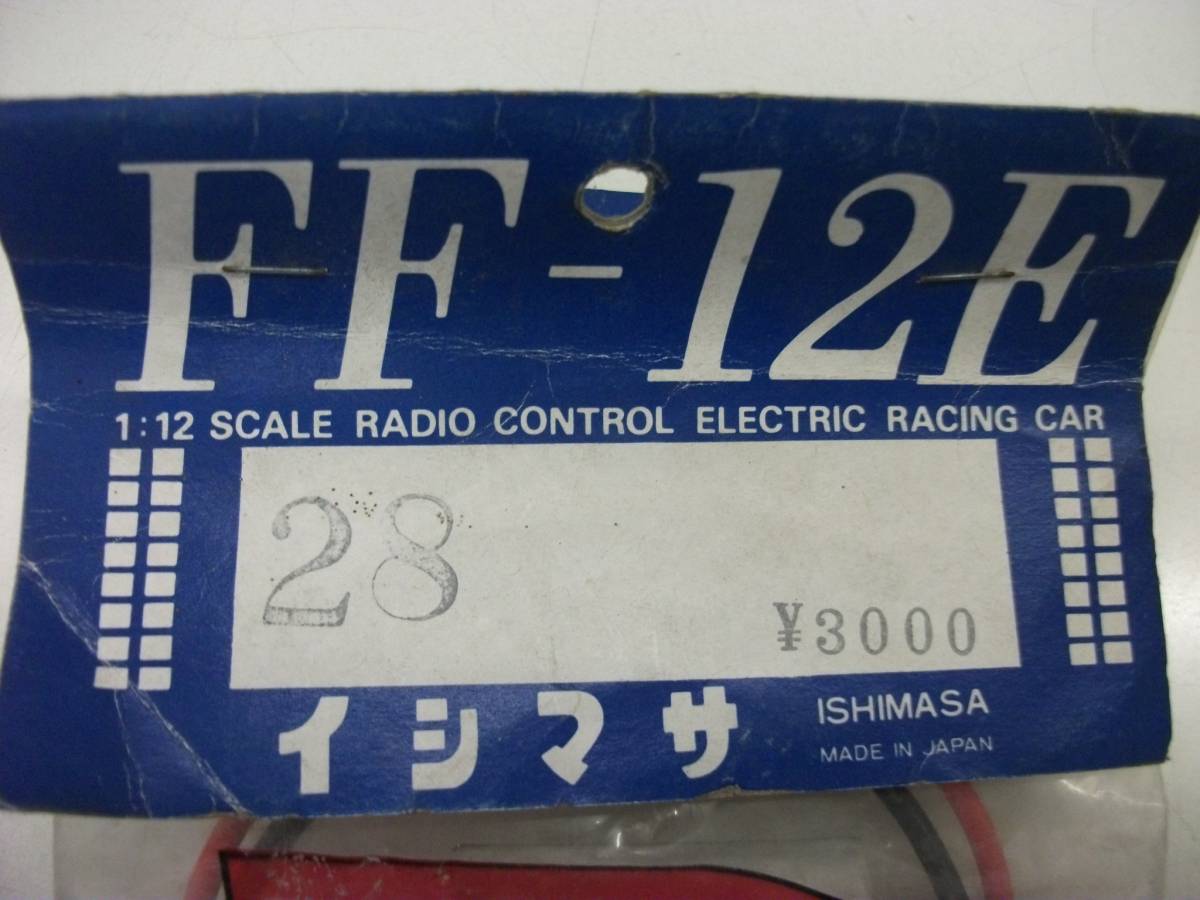 FF-12E
1:12 SCALE RADIO CONTROL ELECTRIC RACING CAR
28
¥3000
イシマサ ISHIMASA
MADE IN JAPAN